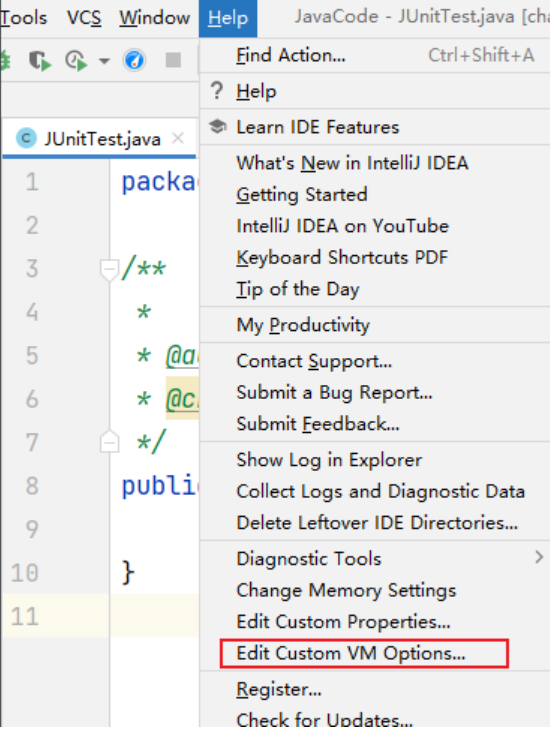 Tools VCS Window Help JavaCode - JUnitTest.java [cha
Find Action... Ctrl+Shift+A
? Help
Learn IDE Features
What's New in IntelliJ IDEA
Getting Started
IntelliJ IDEA on YouTube
Keyboard Shortcuts PDF
Tip of the Day
My Productivity
Contact Support...
Submit a Bug Report...
Submit Feedback...
Show Log in Explorer
Collect Logs and Diagnostic Data
Delete Leftover IDE Directories...
Diagnostic Tools
Change Memory Settings
Edit Custom Properties...
Edit Custom VM Options...
Register...
Check for Updates...
C JUnitTest.java
1 packa
2
3 /**
4 *
5 * @a
6 * @c
7 */
8 publi
9
10 }
11